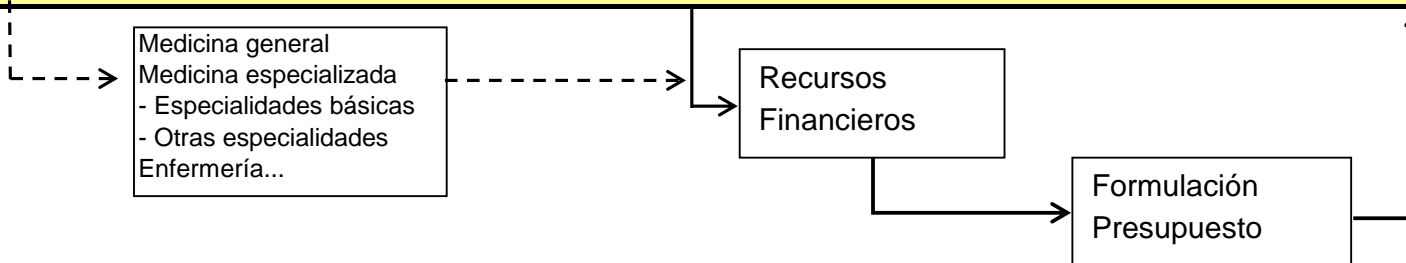 Medicina general
Medicina especializada
- Especialidades básicas
- Otras especialidades
Enfermería...
Recursos
Financieros
Formulación
Presupuesto